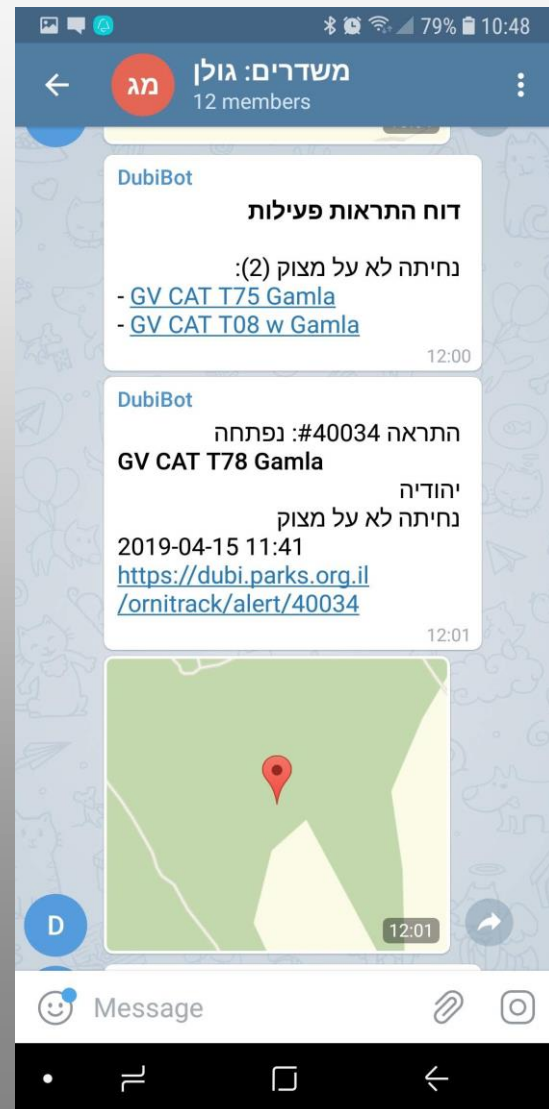 79% 10:48
מג
משדרים: גולן
12 members
DubiBot
דוח התראות פעילות
נחיתה לא על מצוק (2):
- GV CAT T75 Gamla
- GV CAT T08 w Gamla
12:00
DubiBot
התראה 40034#: נפתחה
GV CAT T78 Gamla
יהודיה
נחיתה לא על מצוק
2019-04-15 11:41
https://dubi.parks.org.il
/ornitrack/alert/40034
12:01
12:01
D
Message